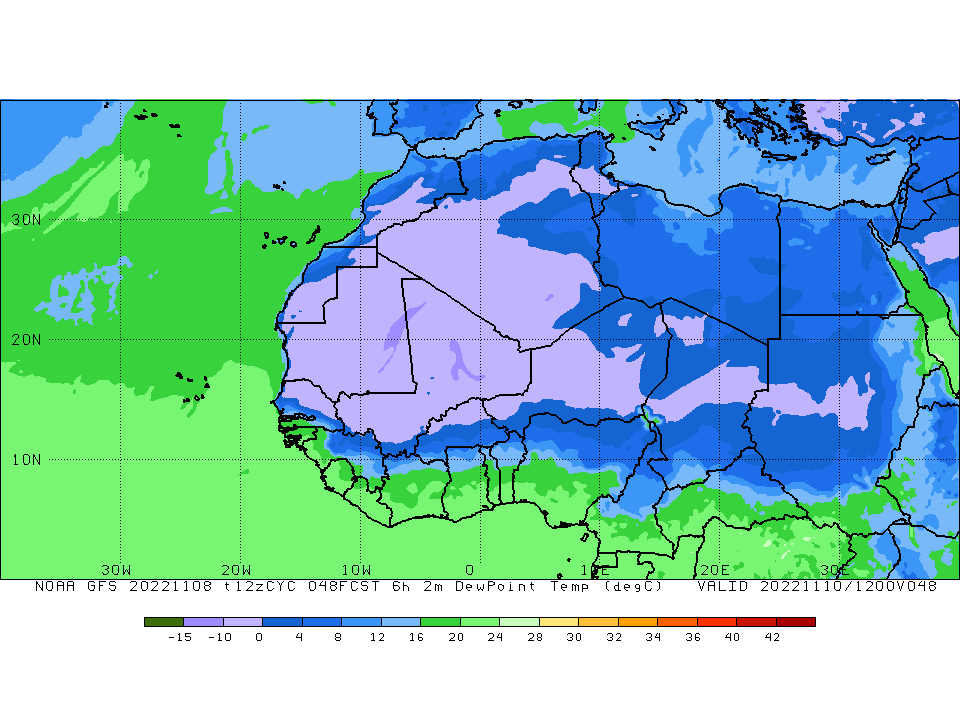 30N
20N
10N
30W 20W 10W 0 10E 20E 30E
NOAA GFS 20221108 t12zCYC 048FCST 6h 2m DewPoint Temp (degC) VALID 20221110/1200V048
-15 -10 0 4 8 12 16 20 24 28 30 32 34 36 40 42